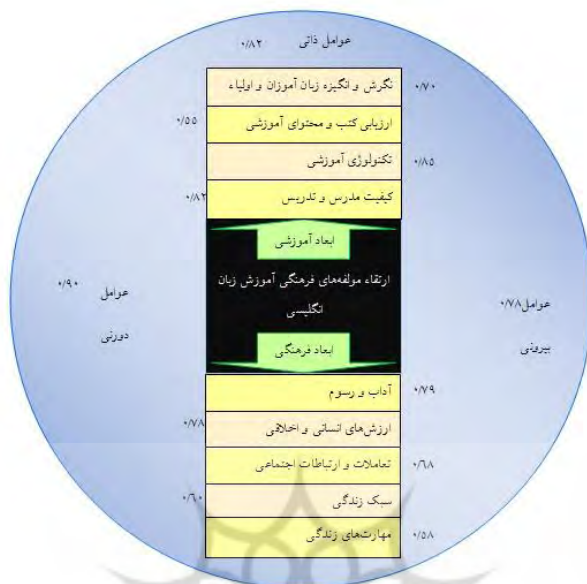 عوامل ذاتی
۰/۸۲
نگرش و انگیزه زبان آموزان و اولیاء
۰/۷۰
ارزیابی کتب و محتوای آموزشی
۰/۵۵
تکنولوژی آموزشی
۰/۸۵
کیفیت مدرس و تدریس
۰/۸۲
ابعاد آموزشی
ارتقاء مولفه‌های فرهنگی آموزش زبان
انگلیسی
ابعاد فرهنگی
عوامل ۰/۷۸
بیرونی
۰/۹۰
عوامل
دورنی
آداب و رسوم
۰/۷۹
ارزش‌های انسانی و اخلاقی
۰/۷۸
تعاملات و ارتباطات اجتماعی
۰/۶۸
سبک زندگی
۰/۶۰
مهارت‌های زندگی
۰/۵۸